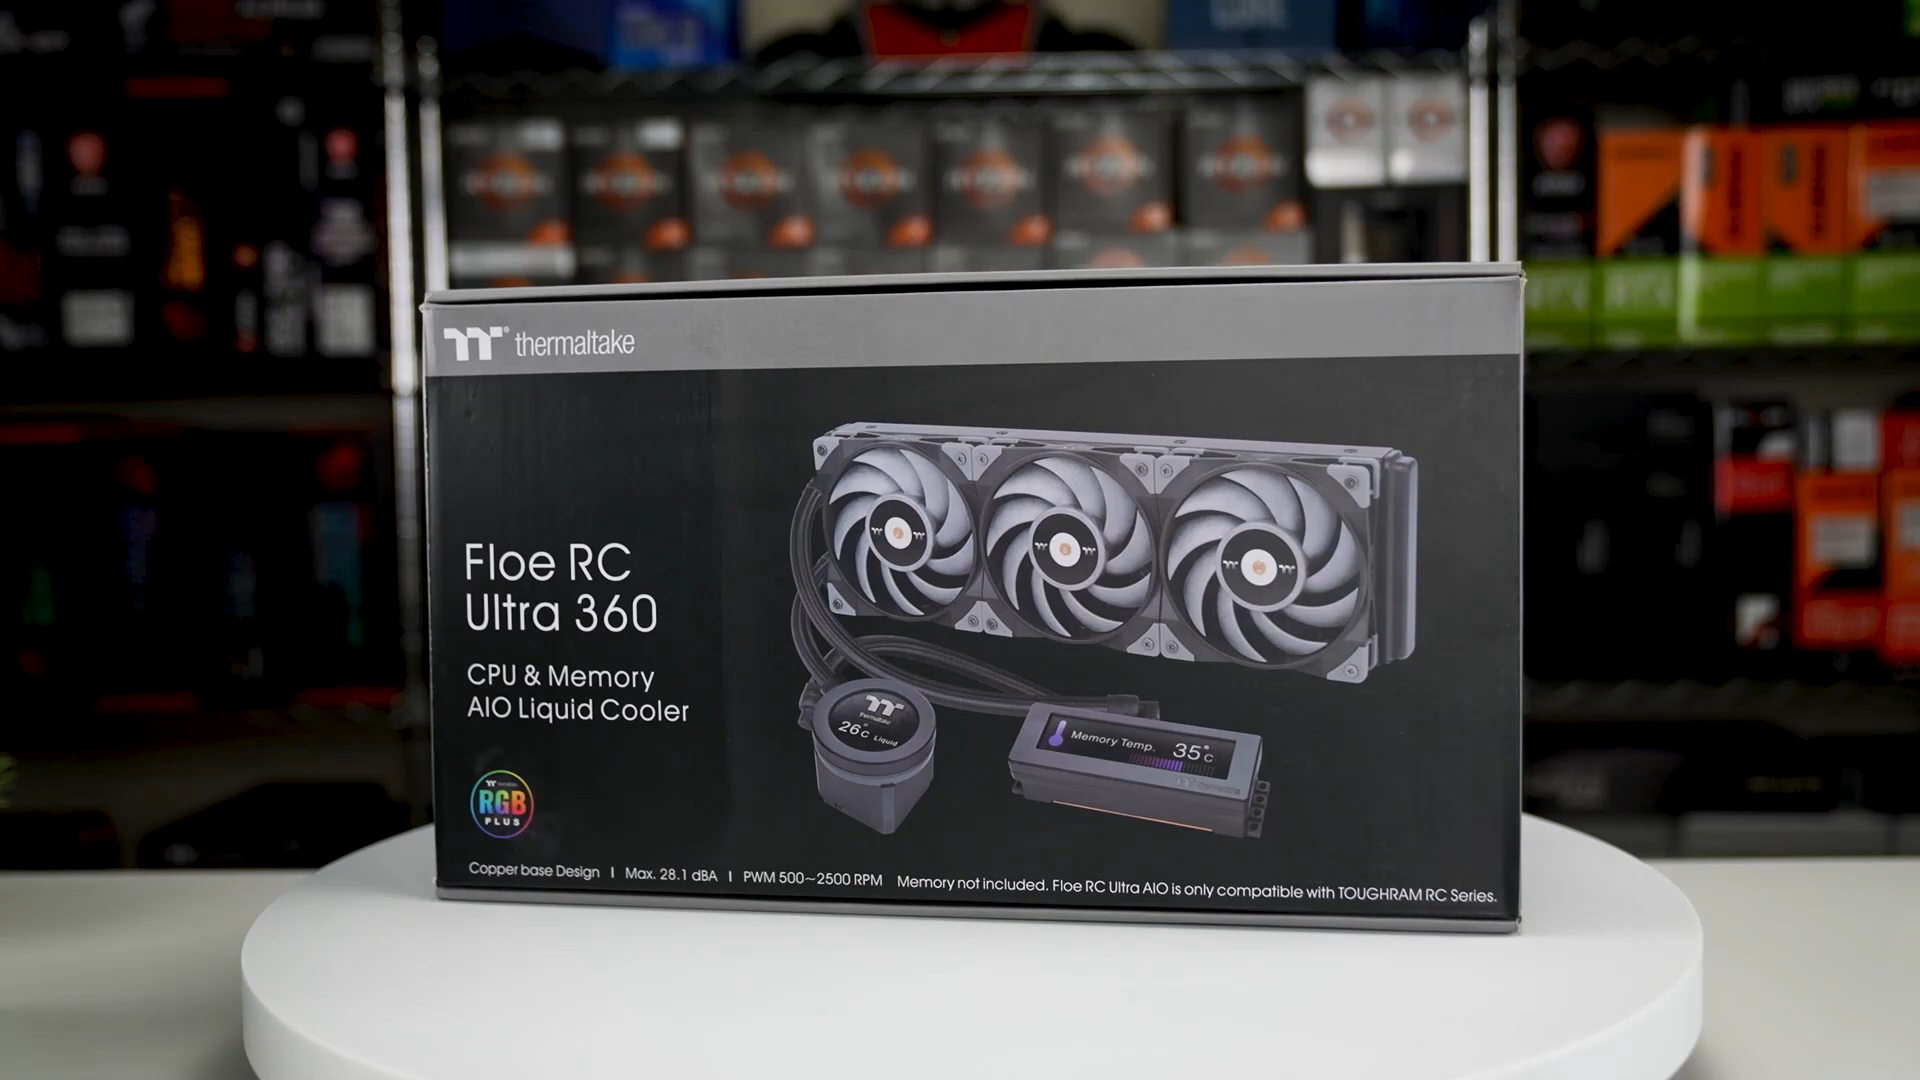 thermaltake
Floe RC
Ultra 360
CPU & Memory
AIO Liquid Cooler
RGB
PLUS
thermaltake
26°C Liquid
Memory Temp. 35°C
Copper base Design | Max. 28.1 dBA | PWM 500~2500 RPM Memory not included. Floe RC Ultra AIO is only compatible with TOUGHRAM RC Series.